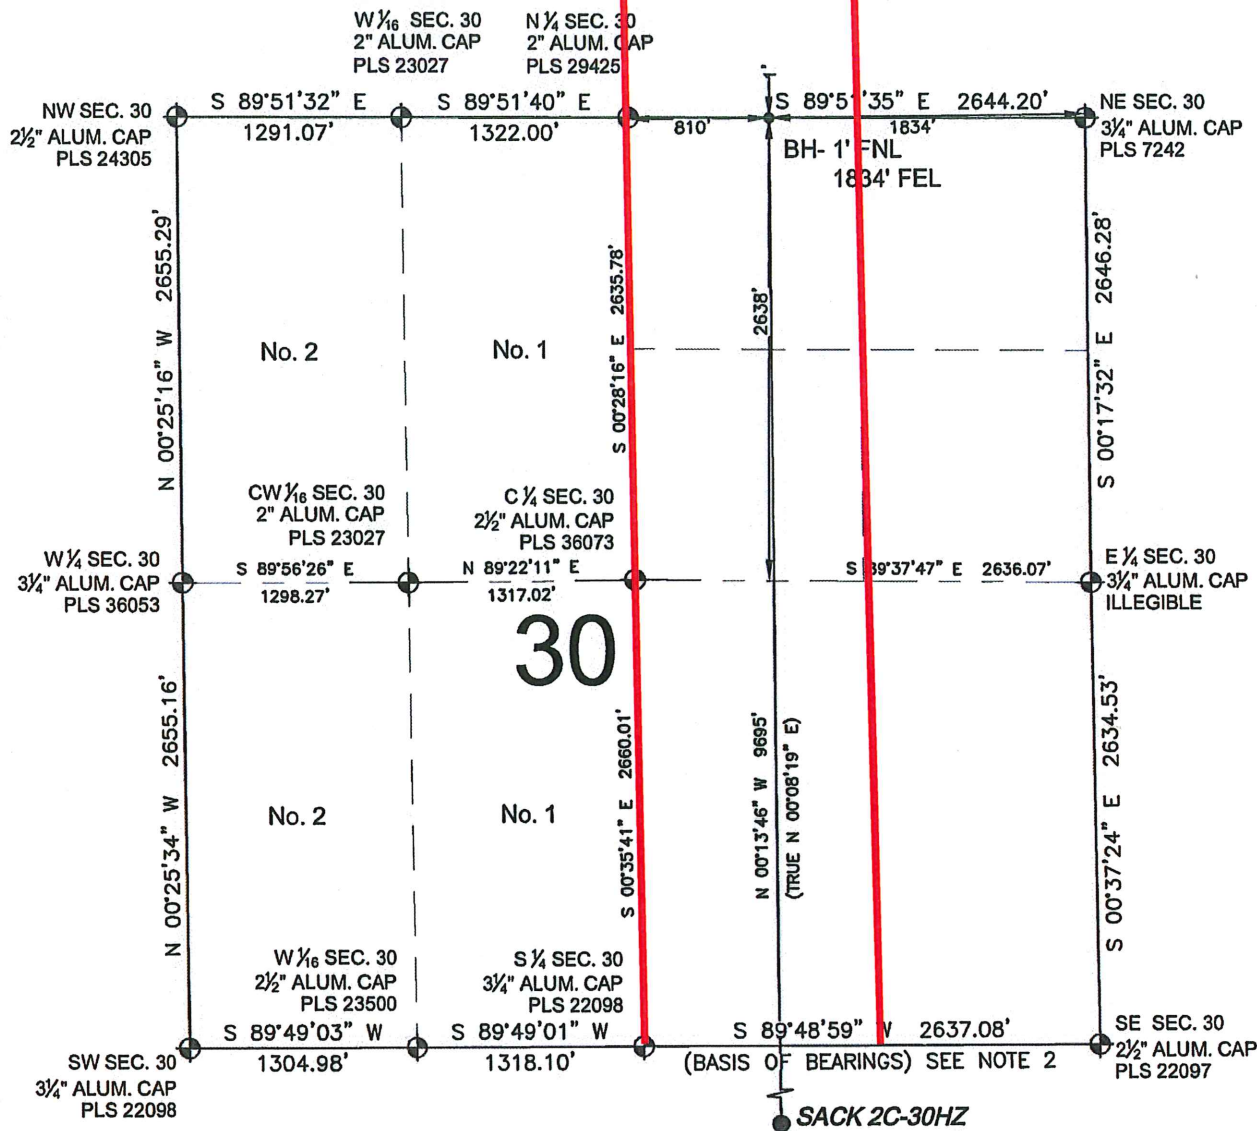 W 1/16 SEC. 30
2" ALUM. CAP
PLS 23027
N 1/4 SEC. 30
2" ALUM. CAP
PLS 29425
NW SEC. 30
2½" ALUM. CAP
PLS 24305
S 89°51'32" E
1291.07'
S 89°51'40" E
1322.00'
1'
S 89°51'35" E 2644.20'
810'
1834'
NE SEC. 30
3¼" ALUM. CAP
PLS 7242
BH- 1' FNL
1834' FEL
N 00°25'16" W 2655.29'
No. 2
No. 1
S 00°28'16" E 2635.78'
2638'
S 00°17'32" E 2646.28'
CW 1/16 SEC. 30
2" ALUM. CAP
PLS 23027
C ¼ SEC. 30
2½" ALUM. CAP
PLS 36073
W ¼ SEC. 30
3¼" ALUM. CAP
PLS 36053
S 89°56'26" E
1298.27'
N 89°22'11" E
1317.02'
S 89°37'47" E 2636.07'
E ¼ SEC. 30
3¼" ALUM. CAP
ILLEGIBLE
30
N 00°25'34" W 2655.16'
No. 2
No. 1
S 00°35'41" E 2660.01'
N 00°13'46" W 9695'
(TRUE N 00°08'19" E)
S 00°37'24" E 2634.53'
W 1/16 SEC. 30
2½" ALUM. CAP
PLS 23500
S ¼ SEC. 30
3¼" ALUM. CAP
PLS 22098
SW SEC. 30
3¼" ALUM. CAP
PLS 22098
S 89°49'03" W
1304.98'
S 89°49'01" W
1318.10'
S 89°48'59" W 2637.08'
(BASIS OF BEARINGS) SEE NOTE 2
SE SEC. 30
2½" ALUM. CAP
PLS 22097
SACK 2C-30HZ